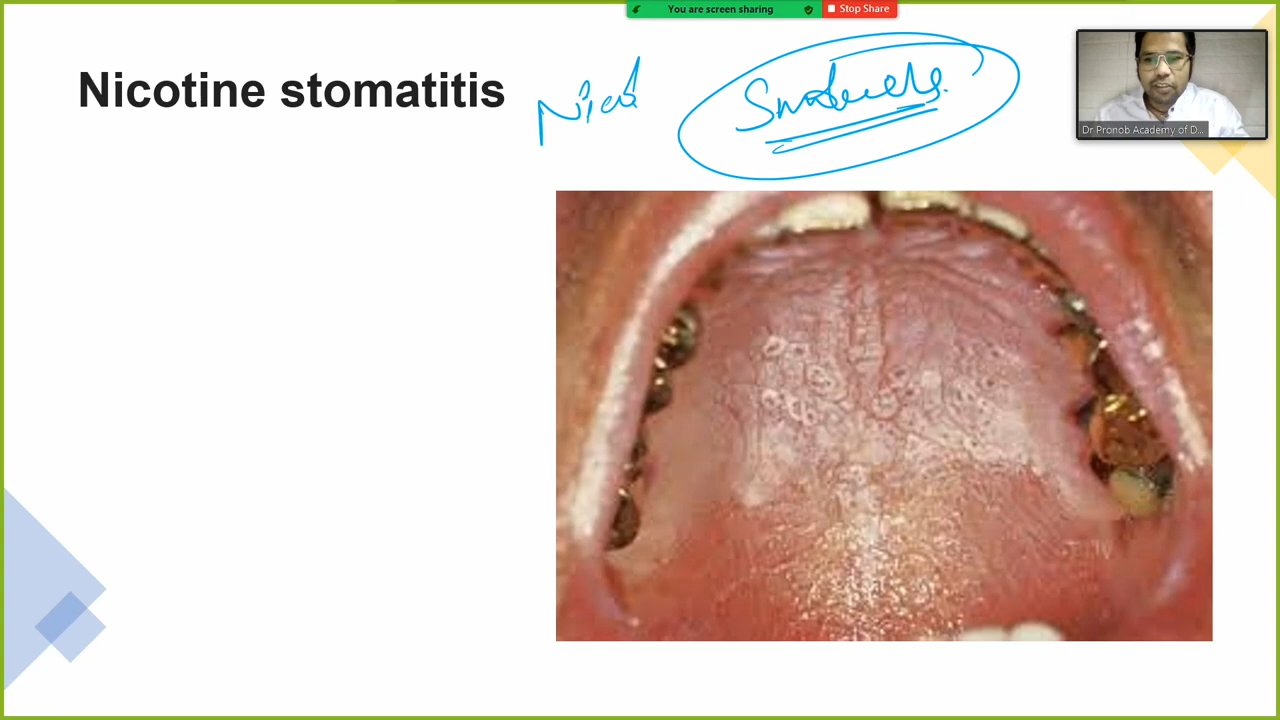 You are screen sharing Stop Share
Nicotine stomatitis
Dr Pronob Academy of D...